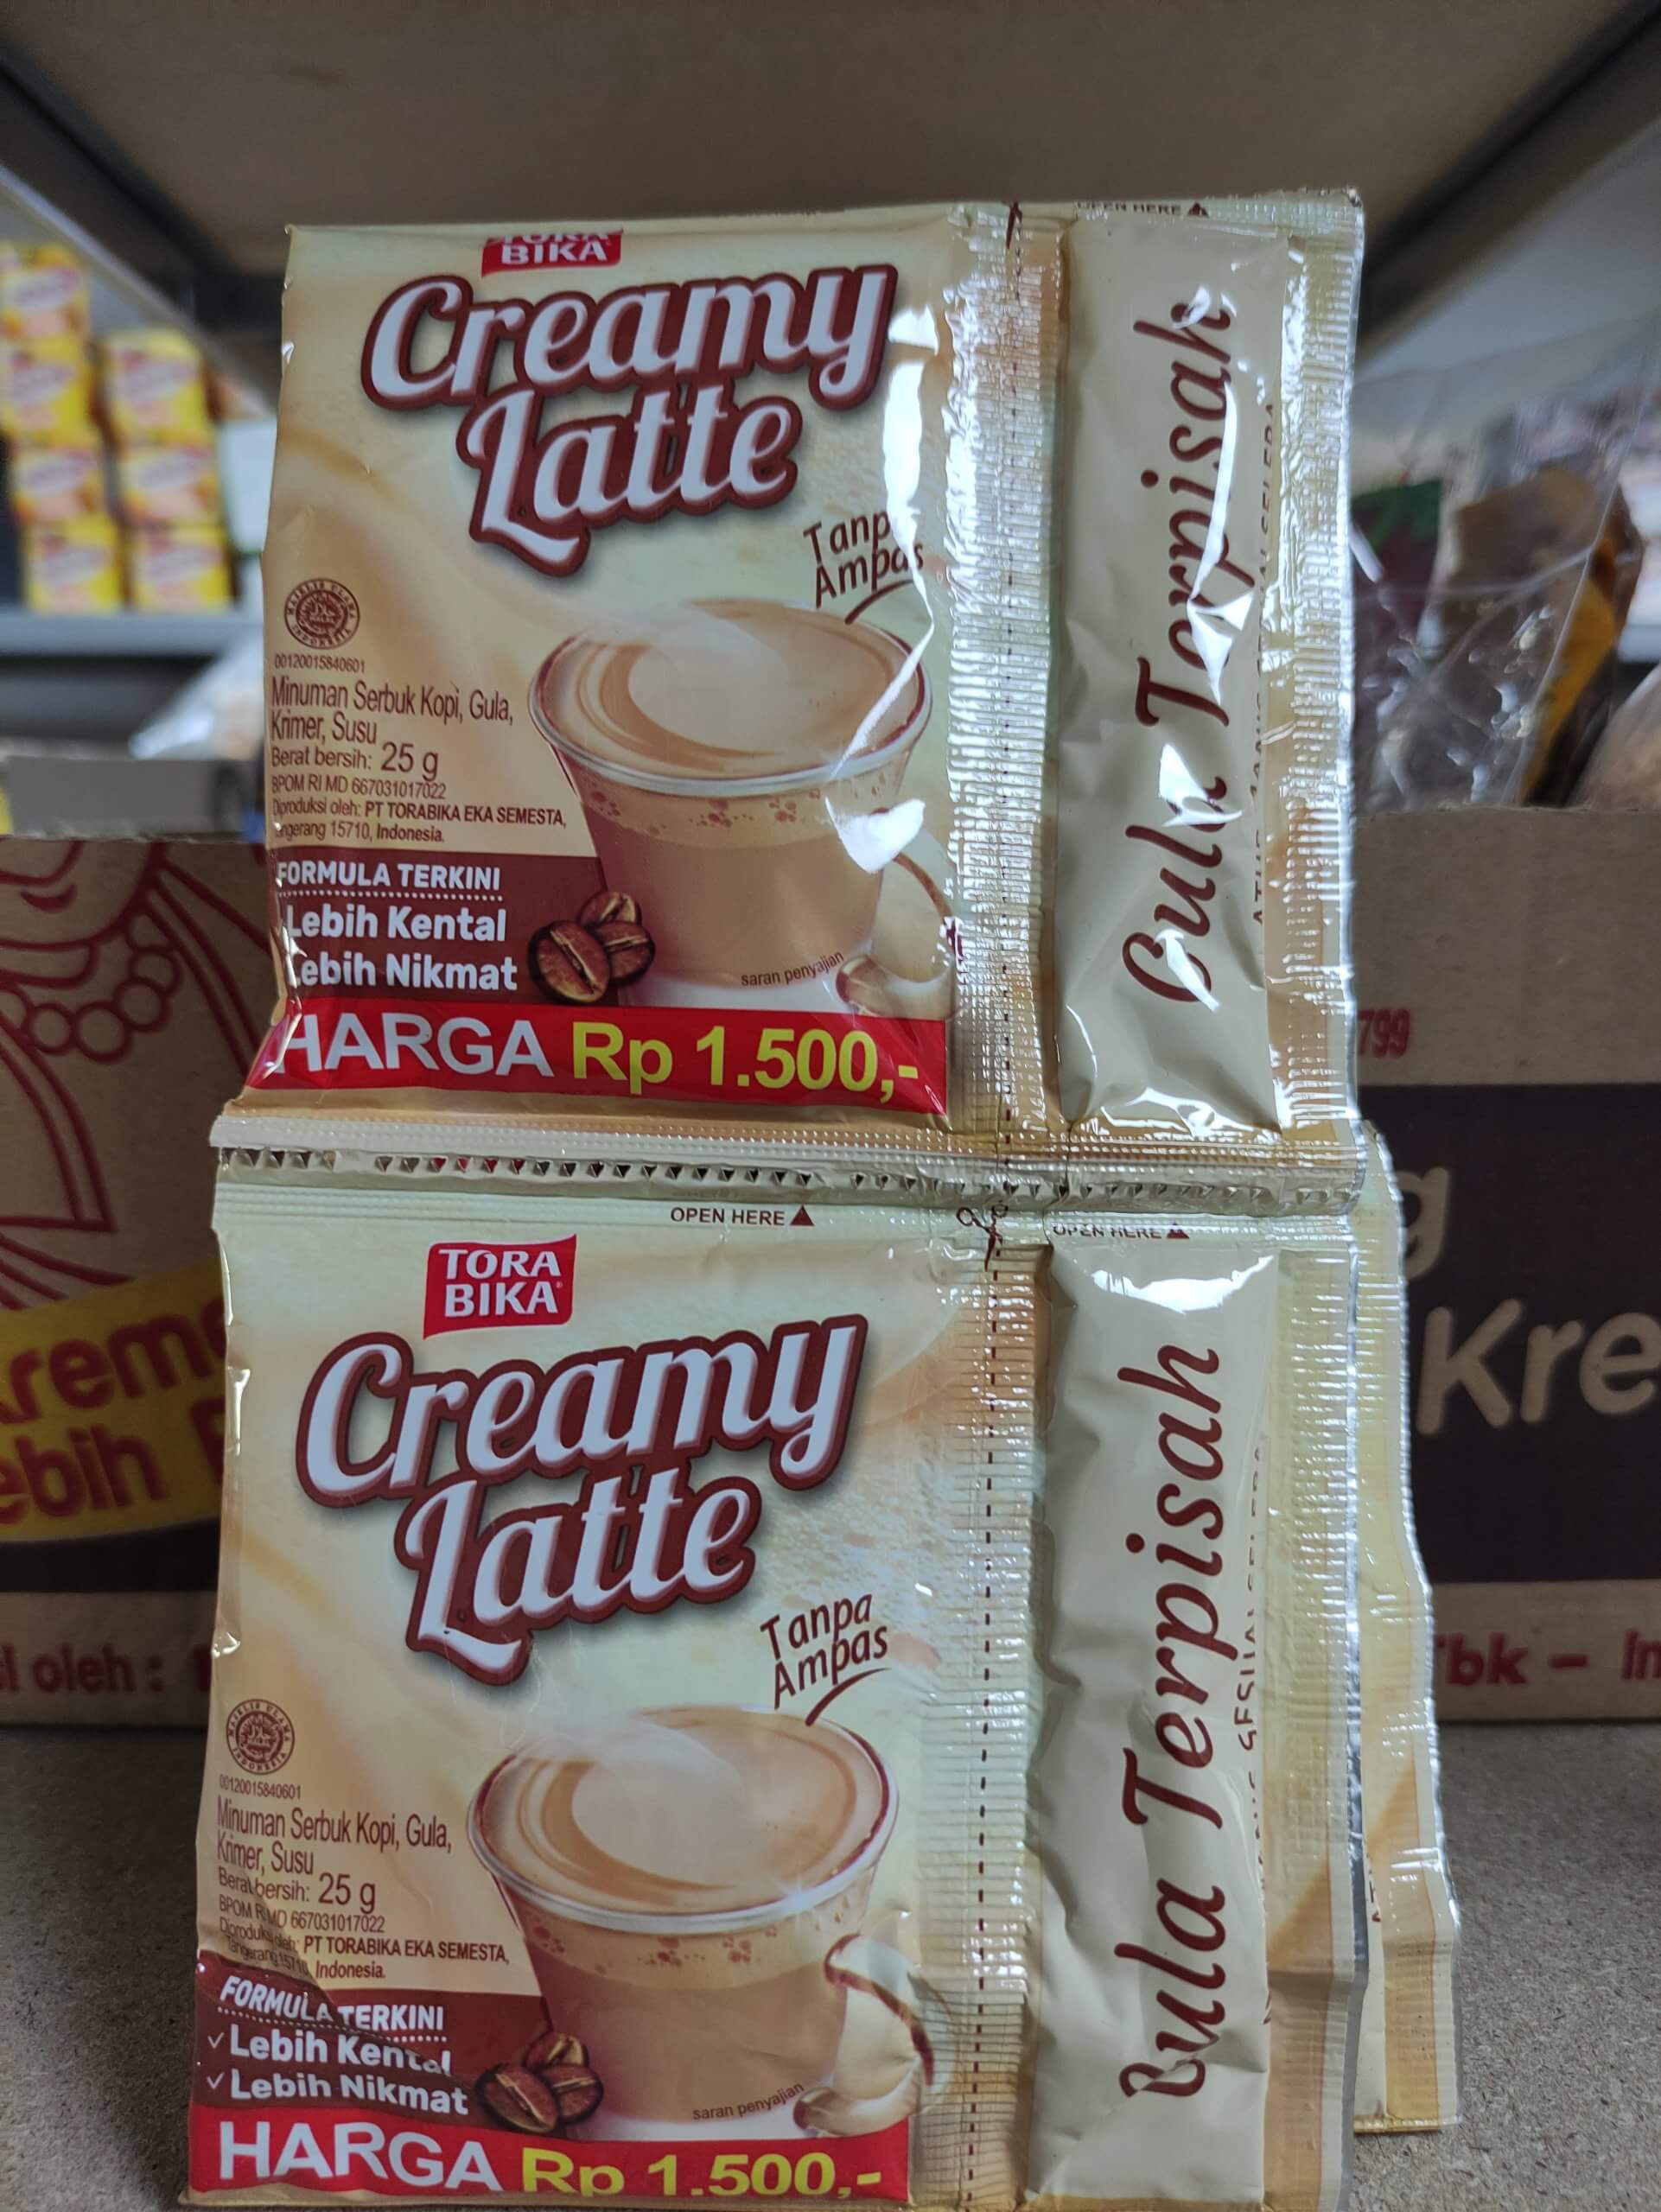 OPEN HERE
BIKA
Creamy
Latte
Tanpa
Ampas
00120015840601
Minuman Serbuk Kopi, Gula,
Krimer, Susu
Berat bersih: 25 g
BPOM RI MD 667031017022
Diproduksi oleh: PT TORABIKA EKA SEMESTA,
Tangerang 15710, Indonesia.
FORMULA TERKINI
Lebih Kental
Lebih Nikmat
saran penyajian
HARGA Rp 1.500,-
Gula Terpisah
OPEN HERE
OPEN HERE
TORA
BIKA
Creamy
Latte
Tanpa
Ampas
00120015840601
Minuman Serbuk Kopi, Gula,
Krimer, Susu
Berat bersih: 25 g
BPOM RI MD 667031017022
Diproduksi oleh: PT TORABIKA EKA SEMESTA,
Tangerang 15710, Indonesia.
FORMULA TERKINI
Lebih Kental
Lebih Nikmat
saran penyajian
HARGA Rp 1.500,-
Gula Terpisah
799
Kre
oleh :